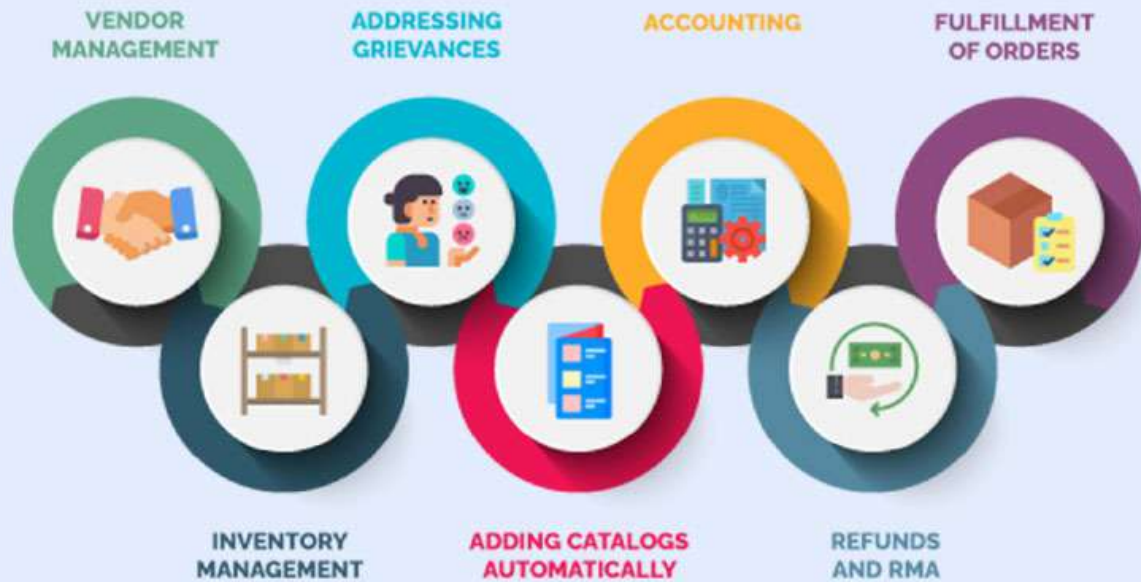 VENDOR
MANAGEMENT
ADDRESSING
GRIEVANCES
ACCOUNTING
FULFILLMENT
OF ORDERS
INVENTORY
MANAGEMENT
ADDING CATALOGS
AUTOMATICALLY
REFUNDS
AND RMA